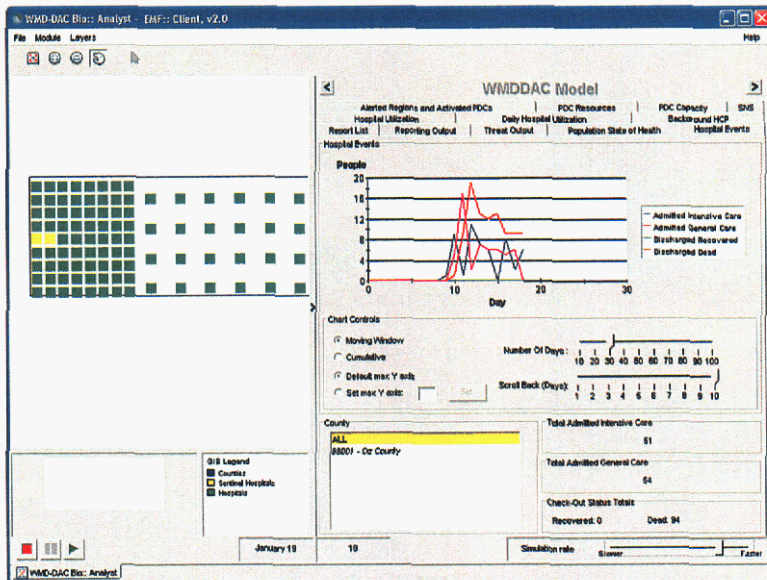 WMD-DAC Bio:: Analyst - EMF:: Client, v2.0
File Module Layers Help
WMDDAC Model
Alerted Regions and Activated PDCs PDC Resources PDC Capacity SNS
Hospital Utilization Daily Hospital Utilization Background HCF
Report List Reporting Output Threat Output Population State of Health Hospital Events
Hospital Events
People
20
16
12
8
4
0
0 10 20 30
Day
Admitted Intensive Care
Admitted General Care
Discharged Recovered
Discharged Dead
Chart Controls
Moving Window
Cumulative
Default max Y axis
Set max Y axis: Set
Number Of Days:
10 20 30 40 50 60 70 80 90 100
Scroll Back (Days):
1 2 3 4 5 6 7 8 9 10
County
ALL
88001 - Oz County
Total Admitted Intensive Care
51
Total Admitted General Care
54
Check-Out Status Totals
Recovered: 0 Dead: 94
GIS Legend
Counties
Sentinel Hospitals
Hospitals
January 19 18 Simulation rate Slower Faster
WMD-DAC Bio:: Analyst